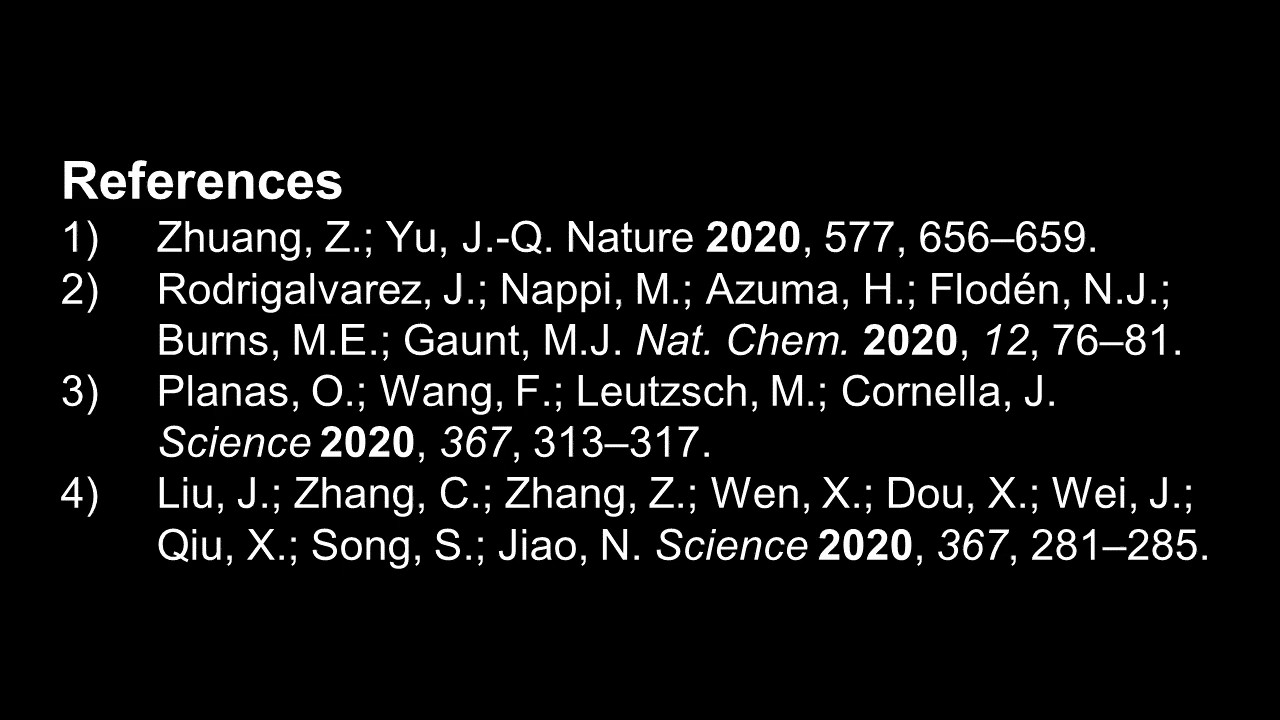 References
1) Zhuang, Z.; Yu, J.-Q. Nature 2020, 577, 656–659.
2) Rodrigalvarez, J.; Nappi, M.; Azuma, H.; Flodén, N.J.;
Burns, M.E.; Gaunt, M.J. Nat. Chem. 2020, 12, 76–81.
3) Planas, O.; Wang, F.; Leutzsch, M.; Cornella, J.
Science 2020, 367, 313–317.
4) Liu, J.; Zhang, C.; Zhang, Z.; Wen, X.; Dou, X.; Wei, J.;
Qiu, X.; Song, S.; Jiao, N. Science 2020, 367, 281–285.